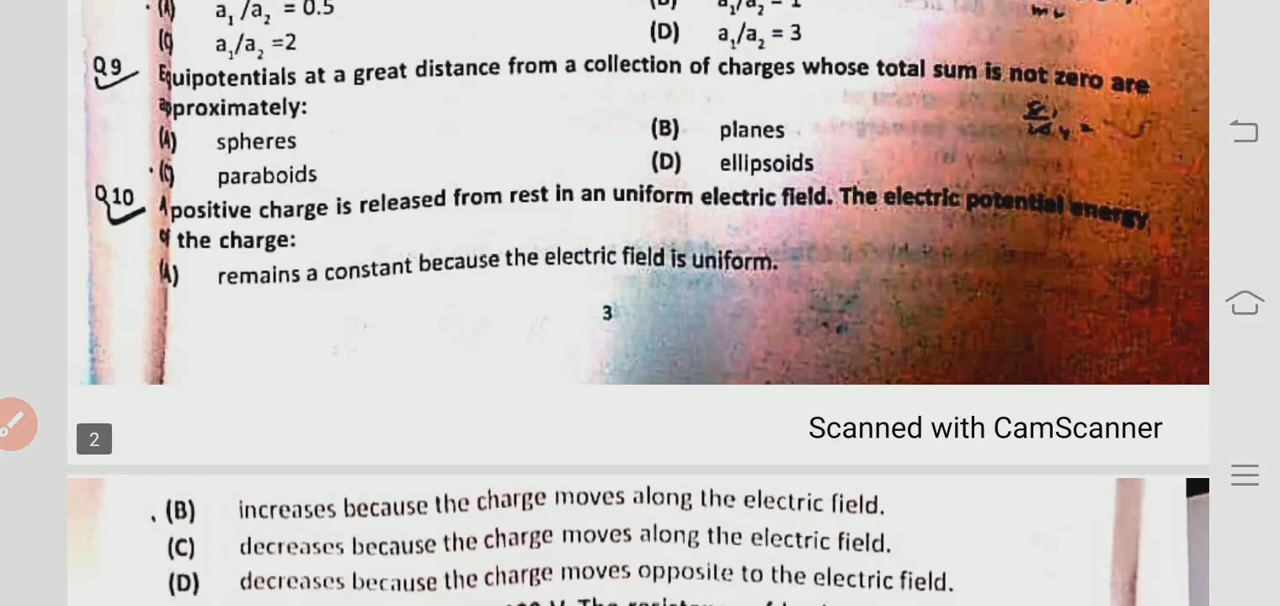 (A) a₁ /a₂ = 0.5
(C) a₁/a₂ =2 (D) a₁/a₂ = 3
Q9 Equipotentials at a great distance from a collection of charges whose total sum is not zero are
approximately:
(A) spheres (B) planes
(C) paraboids (D) ellipsoids
Q10 A positive charge is released from rest in an uniform electric field. The electric potential energy
of the charge:
(A) remains a constant because the electric field is uniform.
3
2
Scanned with CamScanner
(B) increases because the charge moves along the electric field.
(C) decreases because the charge moves along the electric field.
(D) decreases because the charge moves opposite to the electric field.